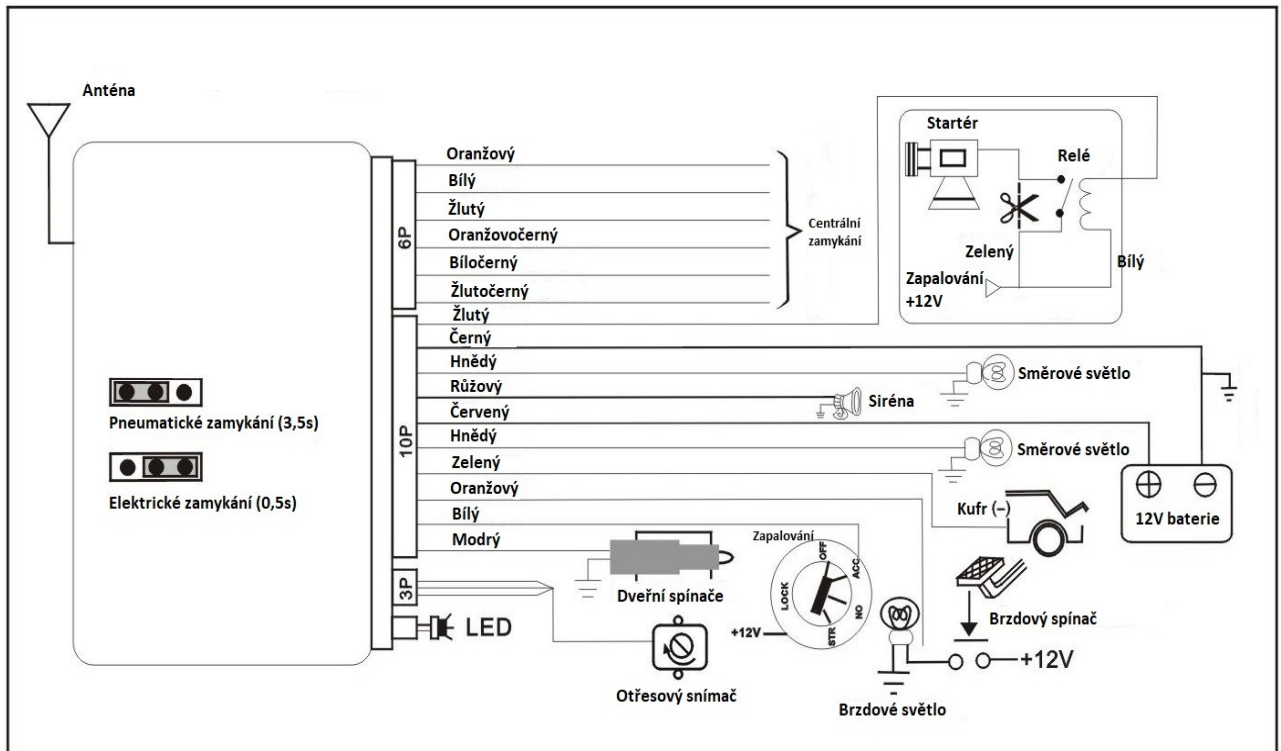 Anténa
6P
Oranžový
Bílý
Žlutý
Oranžovočerný
Bíločerný
Žlutočerný
Centrální
zamykání
Startér
Relé
Zelený
Bílý
Zapalování
+12V
10P
Žlutý
Černý
Hnědý
Růžový
Červený
Hnědý
Zelený
Oranžový
Bílý
Modrý
Směrové světlo
Siréna
Směrové světlo
Kufr (–)
12V baterie
Pneumatické zamykání (3,5s)
Elektrické zamykání (0,5s)
3P
LED
Dveřní spínače
Otřesový snímač
Zapalování
OFF
ACC
LOCK
NO
STR
+12V
Brzdový spínač
+12V
Brzdové světlo